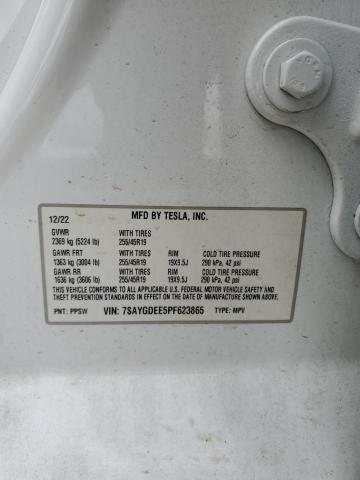 12/22 MFD BY TESLA, INC.
GVWR WITH TIRES
2369 kg (5224 lb) 255/45R19
GAWR FRT WITH TIRES RIM COLD TIRE PRESSURE
1363 kg (3004 lb) 255/45R19 19X9.5J 290 kPa, 42 psi
GAWR RR WITH TIRES RIM COLD TIRE PRESSURE
1636 kg (3606 lb) 255/45R19 19X9.5J 290 kPa, 42 psi
THIS VEHICLE CONFORMS TO ALL APPLICABLE FEDERAL MOTOR VEHICLE SAFETY AND
THEFT PREVENTION STANDARDS IN EFFECT ON THE DATE OF MANUFACTURE SHOWN ABOVE.
PNT: PPSW VIN: 7SAYGDEE5PF623865 TYPE: MPV